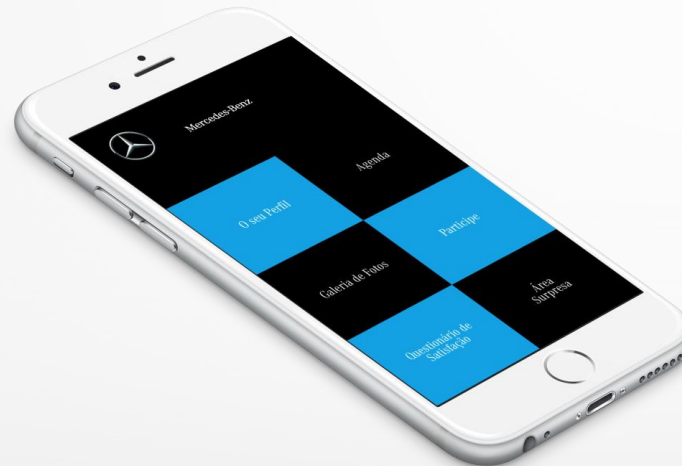 Mercedes-Benz
O seu Perfil
Agenda
Galeria de Fotos
Participe
Questionário de
Satisfação
Área
Surpresa